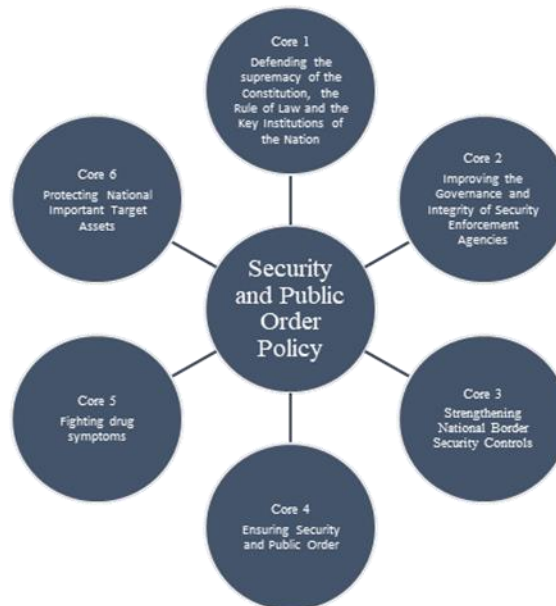 Core 1
Defending the
supremacy of the
Constitution, the
Rule of Law and the
Key Institutions of
the Nation
Core 2
Improving the
Governance and
Integrity of Security
Enforcement
Agencies
Core 3
Strengthening
National Border
Security Controls
Core 4
Ensuring Security
and Public Order
Core 5
Fighting drug
symptoms
Core 6
Protecting National
Important Target
Assets
Security
and Public
Order
Policy